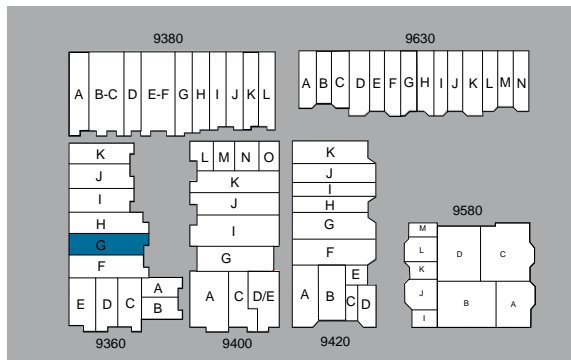 9380
9630
A B-C D E-F G H I J K L
A B C D E F G H I J K L M N
K
J
I
H
G
F
E D C
A
B
9360
L M N O
K
J
I
G
A C D/E
9400
K
J
I
H
G
F
E
A B C D
9420
9580
M
L
K
J
I
D C
B A